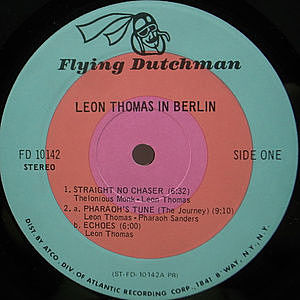 Flying Dutchman
LEON THOMAS IN BERLIN
FD 10142
SIDE ONE
STEREO
1. STRAIGHT NO CHASER (6:32)
Thelonious Monk - Leon Thomas
2. a. PHARAOH'S TUNE (The Journey) (9:10)
Leon Thomas - Pharoah Sanders
b. ECHOES (6:00)
Leon Thomas
(ST-FD-10142A PR)
DIST. BY ATCO, DIV. OF ATLANTIC RECORDING CORP., 1841 B'WAY, N.Y., N.Y.